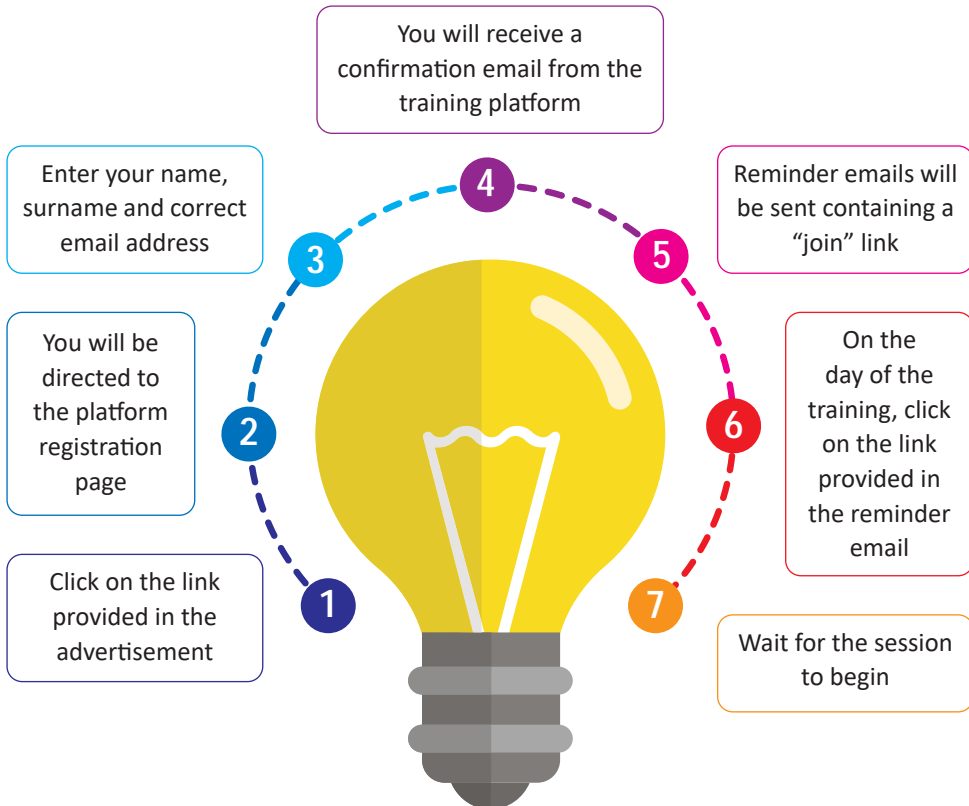 1
Click on the link
provided in the
advertisement
2
You will be
directed to
the platform
registration
page
3
Enter your name,
surname and correct
email address
4
You will receive a
confirmation email from the
training platform
5
Reminder emails will
be sent containing a
“join” link
6
On the
day of the
training, click
on the link
provided in
the reminder
email
7
Wait for the session
to begin